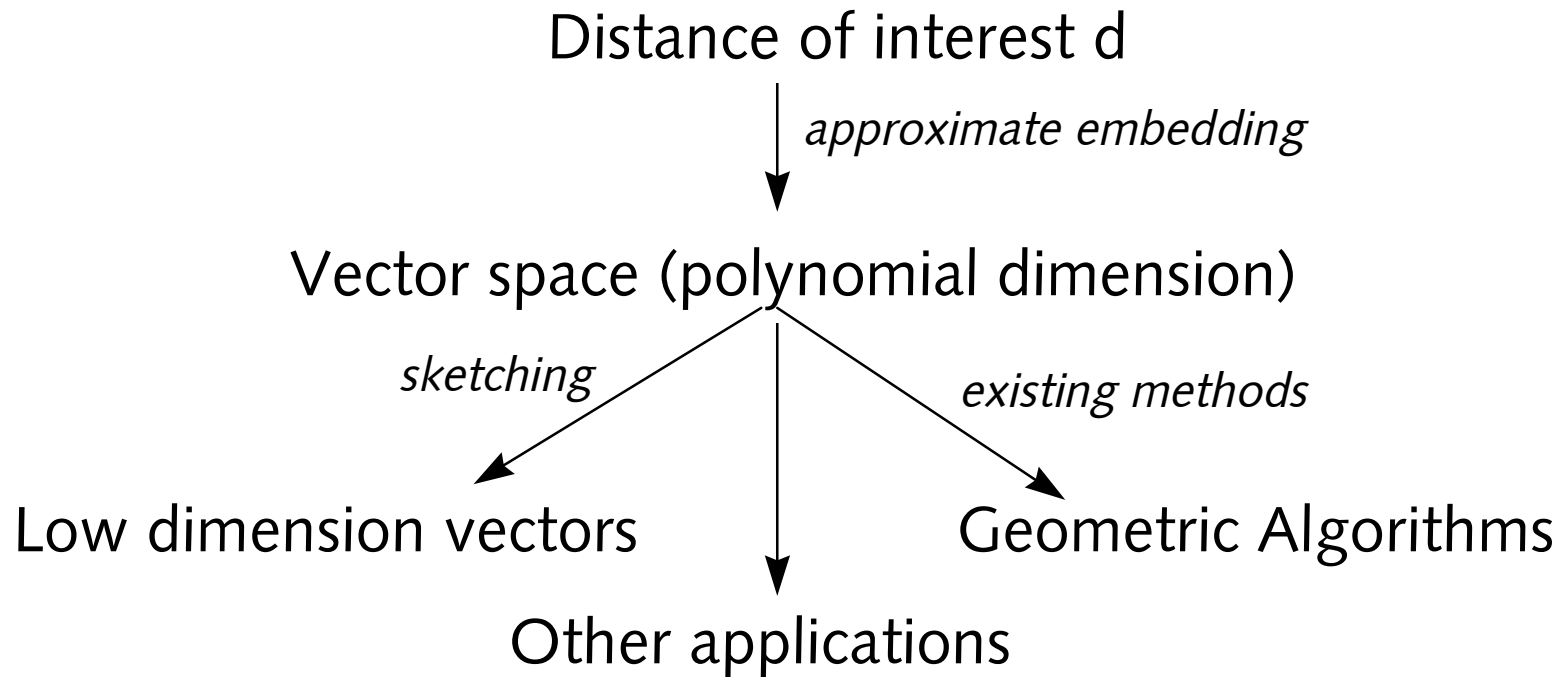 Distance of interest d
approximate embedding
Vector space (polynomial dimension)
sketching
existing methods
Low dimension vectors
Geometric Algorithms
Other applications